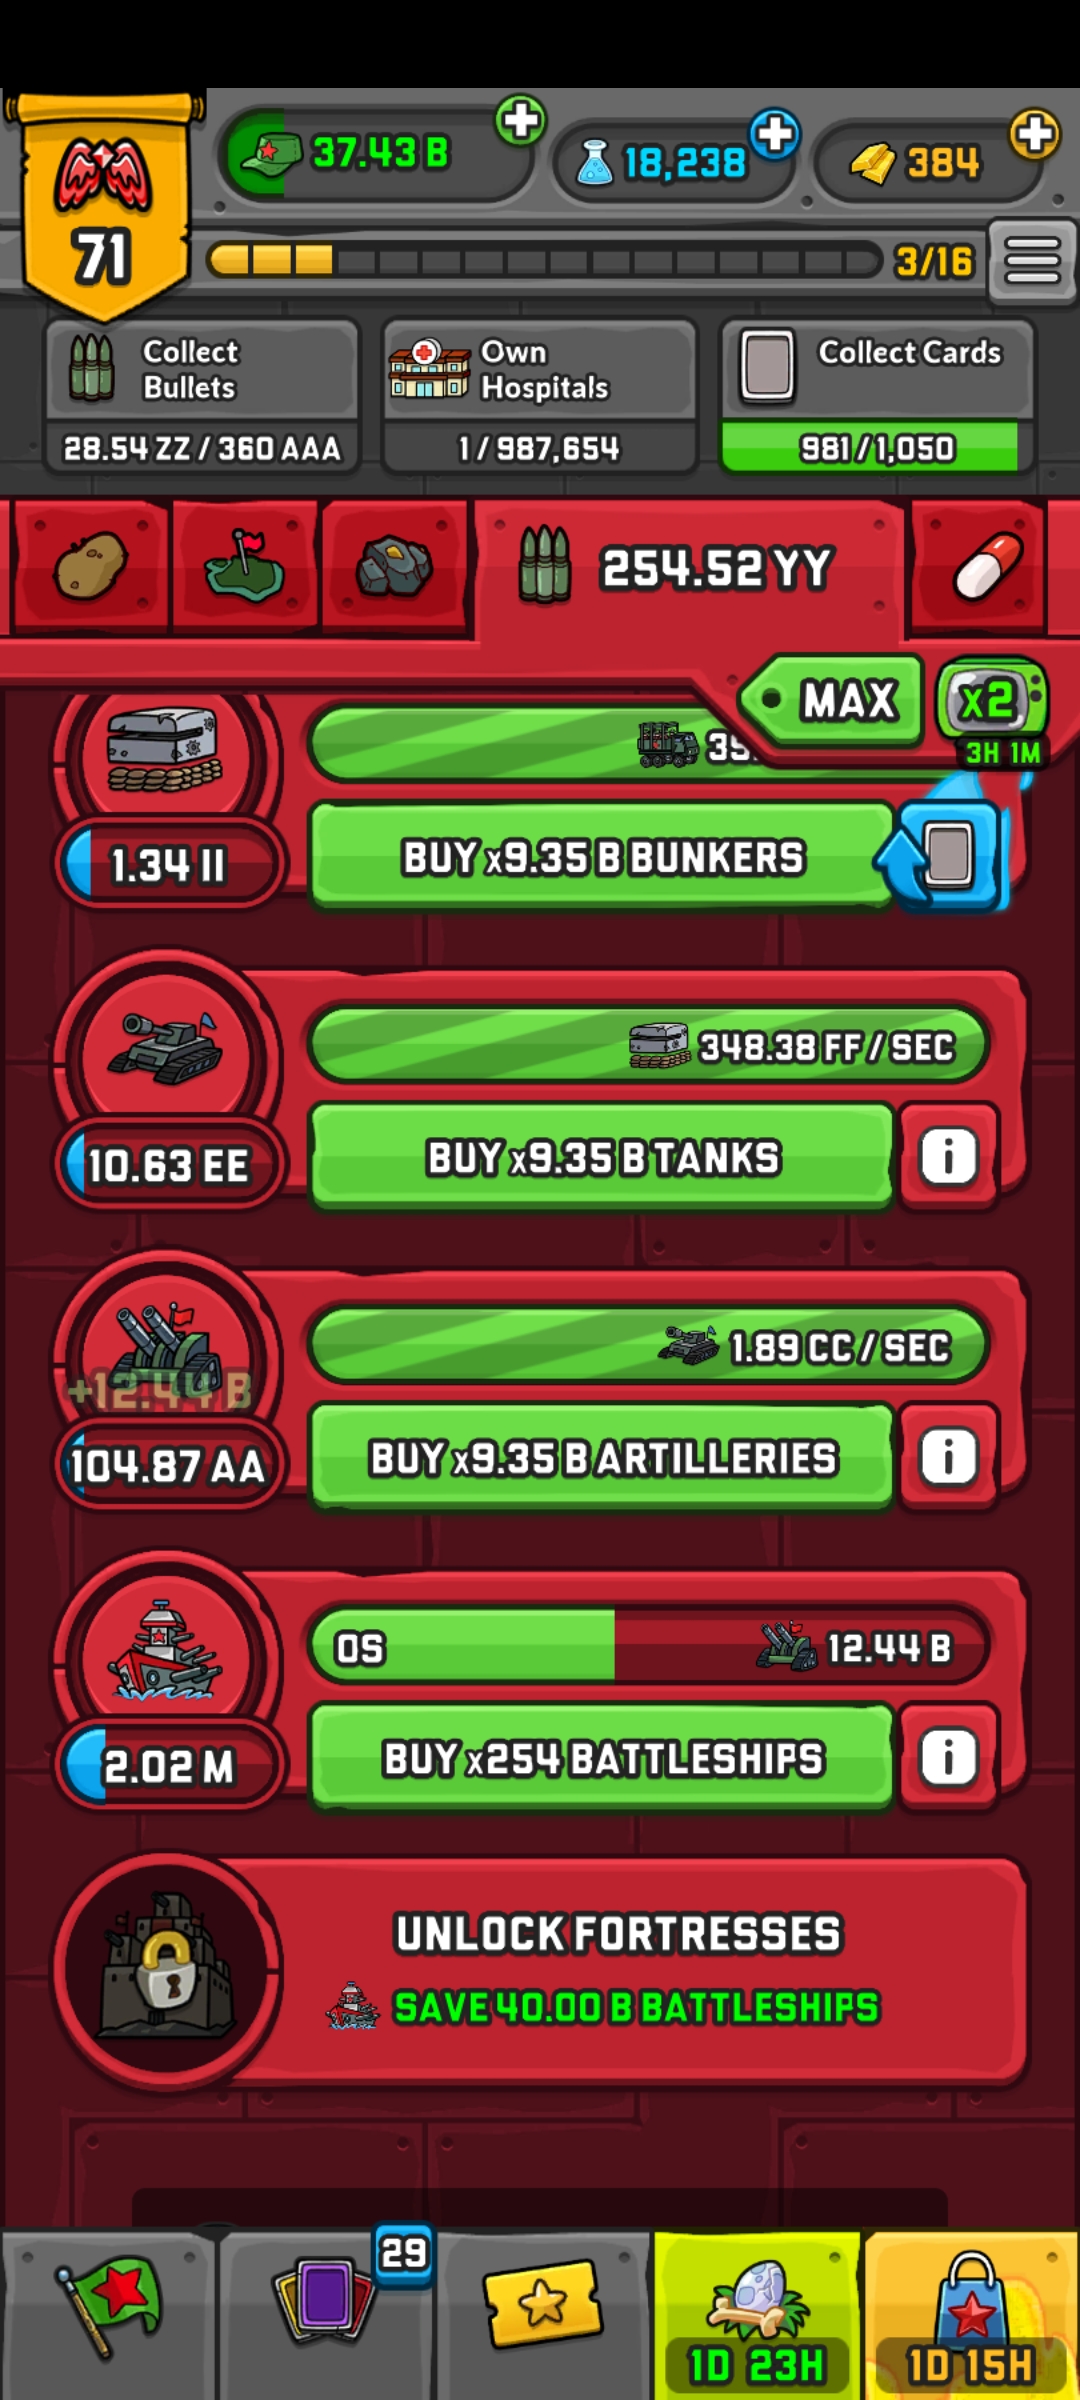 37.43 B
18,238
384
71
3/16
Collect
Bullets
28.54 ZZ / 360 AAA
Own
Hospitals
1 / 987,654
Collect Cards
981 / 1,050
254.52 YY
MAX
x2
3H 1M
1.34 II
BUY x9.35 B BUNKERS
348.38 FF / SEC
10.63 EE
BUY x9.35 B TANKS
i
+12.44 B
1.89 CC / SEC
104.87 AA
BUY x9.35 B ARTILLERIES
i
0S
12.44 B
2.02 M
BUY x254 BATTLESHIPS
i
UNLOCK FORTRESSES
SAVE 40.00 B BATTLESHIPS
29
1D 23H
1D 15H